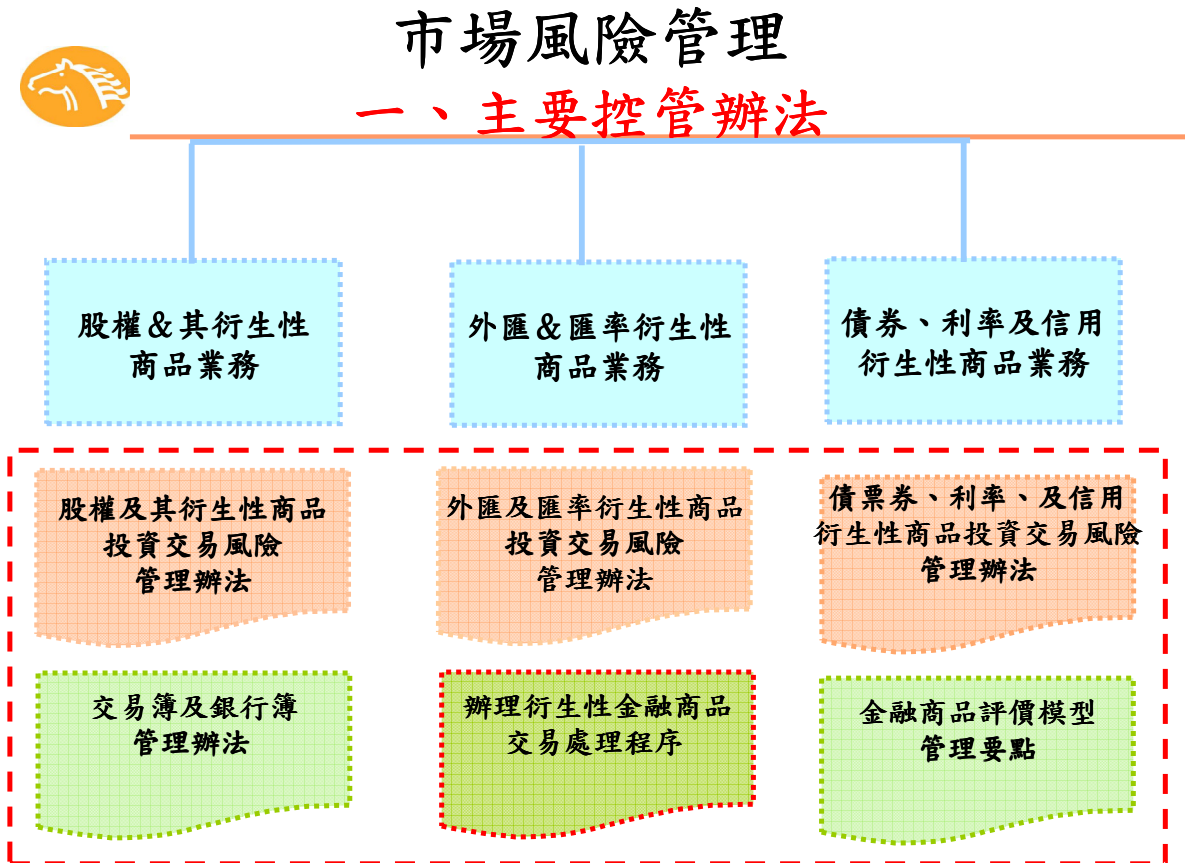 市場風險管理
一、主要控管辦法
股權＆其衍生性
商品業務
外匯＆匯率衍生性
商品業務
債券、利率及信用
衍生性商品業務
股權及其衍生性商品
投資交易風險
管理辦法
外匯及匯率衍生性商品
投資交易風險
管理辦法
債票券、利率、及信用
衍生性商品投資交易風險
管理辦法
交易簿及銀行簿
管理辦法
辦理衍生性金融商品
交易處理程序
金融商品評價模型
管理要點